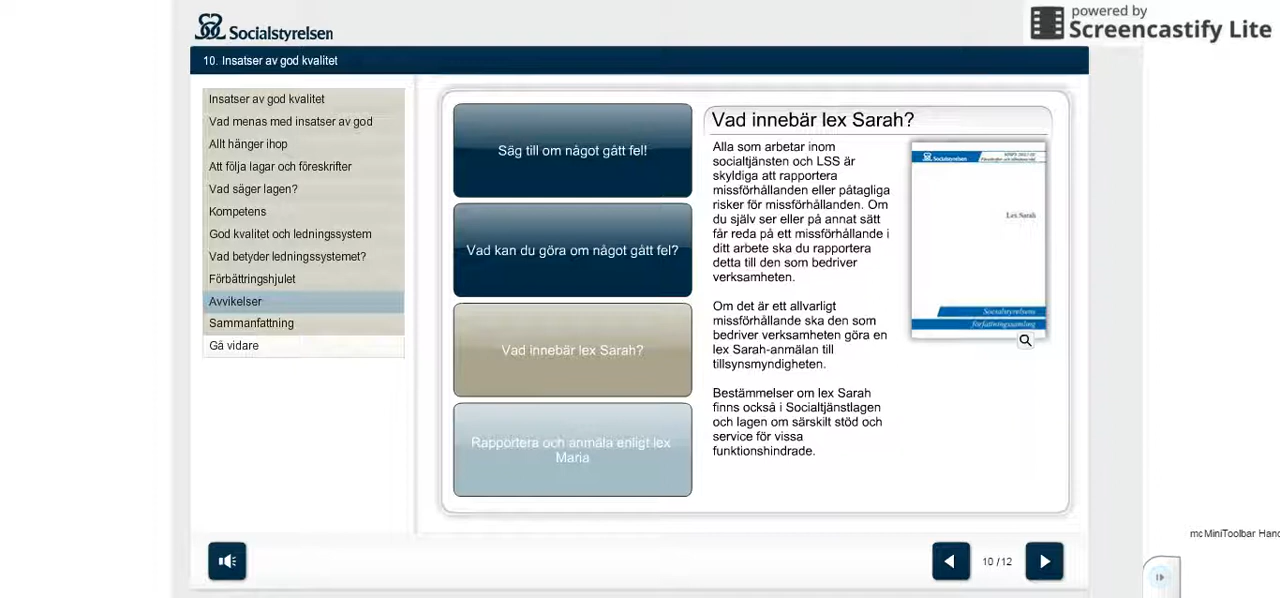 Socialstyrelsen
powered by
Screencastify Lite
10. Insatser av god kvalitet
Insatser av god kvalitet
Vad menas med insatser av god
Allt hänger ihop
Att följa lagar och föreskrifter
Vad säger lagen?
Kompetens
God kvalitet och ledningssystem
Vad betyder ledningssystemet?
Förbättringshjulet
Avvikelser
Sammanfattning
Gå vidare
Säg till om något gått fel!
Vad kan du göra om något gått fel?
Vad innebär lex Sarah?
Rapportera och anmäla enligt lex
Maria
Vad innebär lex Sarah?
Alla som arbetar inom
socialtjänsten och LSS är
skyldiga att rapportera
missförhållanden eller påtagliga
risker för missförhållanden. Om
du själv ser eller på annat sätt
får reda på ett missförhållande i
ditt arbete ska du rapportera
detta till den som bedriver
verksamheten.
Om det är ett allvarligt
missförhållande ska den som
bedriver verksamheten göra en
lex Sarah-anmälan till
tillsynsmyndigheten.
Bestämmelser om lex Sarah
finns också i Socialtjänstlagen
och lagen om särskilt stöd och
service för vissa
funktionshindrade.
Socialstyrelsen
Lex Sarah
Socialstyrelsens
författningssamling
10 / 12
mcMiniToolbar Hand